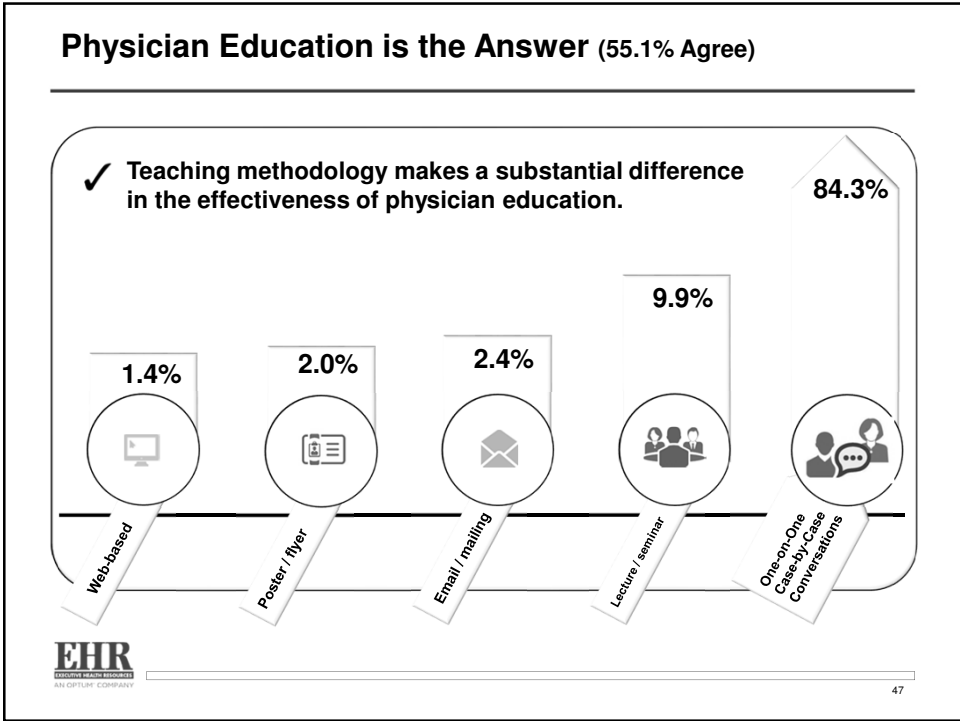 Physician Education is the Answer (55.1% Agree)
✓ Teaching methodology makes a substantial difference
in the effectiveness of physician education.
84.3%
9.9%
2.4%
2.0%
1.4%
Web-based
Poster / flyer
Email / mailing
Lecture / seminar
One-on-One
Case-by-Case
Conversations
EHR
EXECUTIVE HEALTH RESOURCES
AN OPTUM™ COMPANY
47